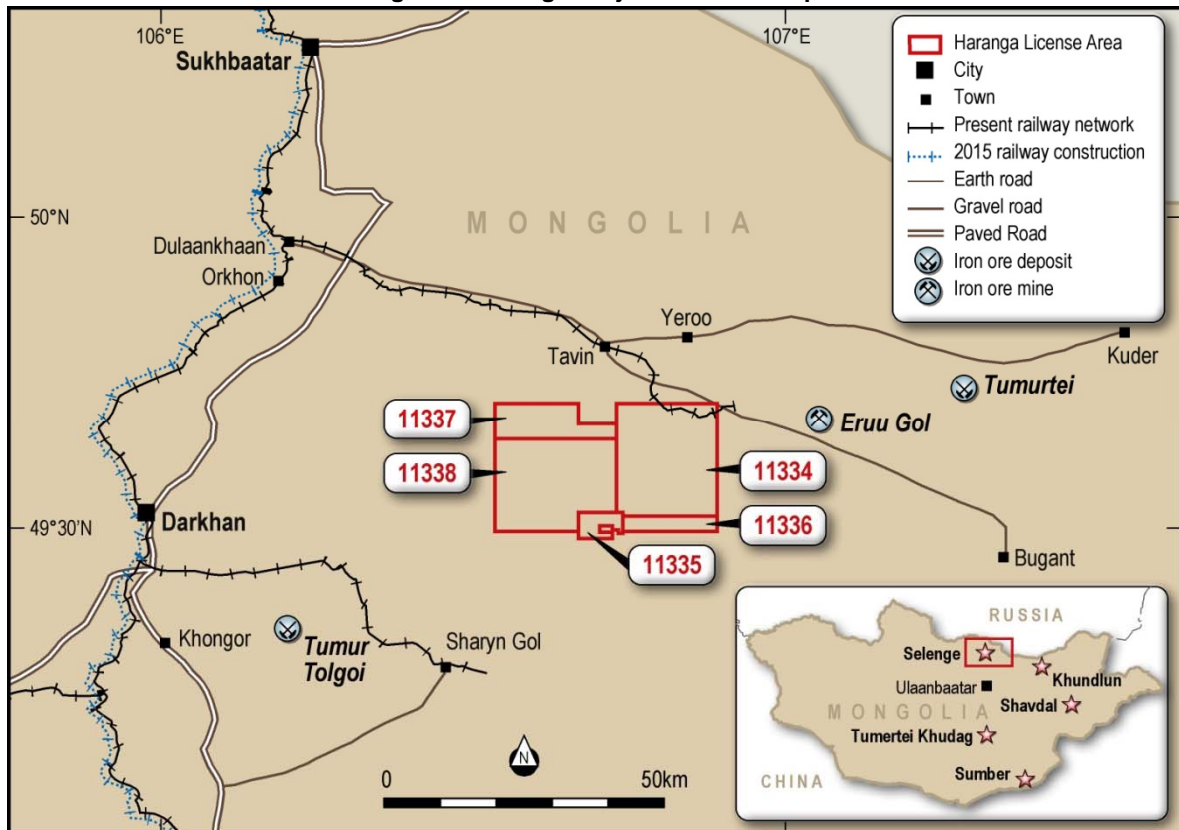 106°E
107°E
Sukhbaatar
50°N
MONGOLIA
Dulaankhaan
Orkhon
Yeroo
Tavin
Kuder
Tumurtei
Eruu Gol
11337
11338
11334
11336
11335
Darkhan
49°30'N
Bugant
Khongor
Tumur
Tolgoi
Sharyn Gol
N
0
50km
Haranga License Area
City
Town
Present railway network
2015 railway construction
Earth road
Gravel road
Paved Road
Iron ore deposit
Iron ore mine
RUSSIA
Selenge
Khundlun
Ulaanbaatar
Shavdal
MONGOLIA
Tumertei Khudag
CHINA
Sumber